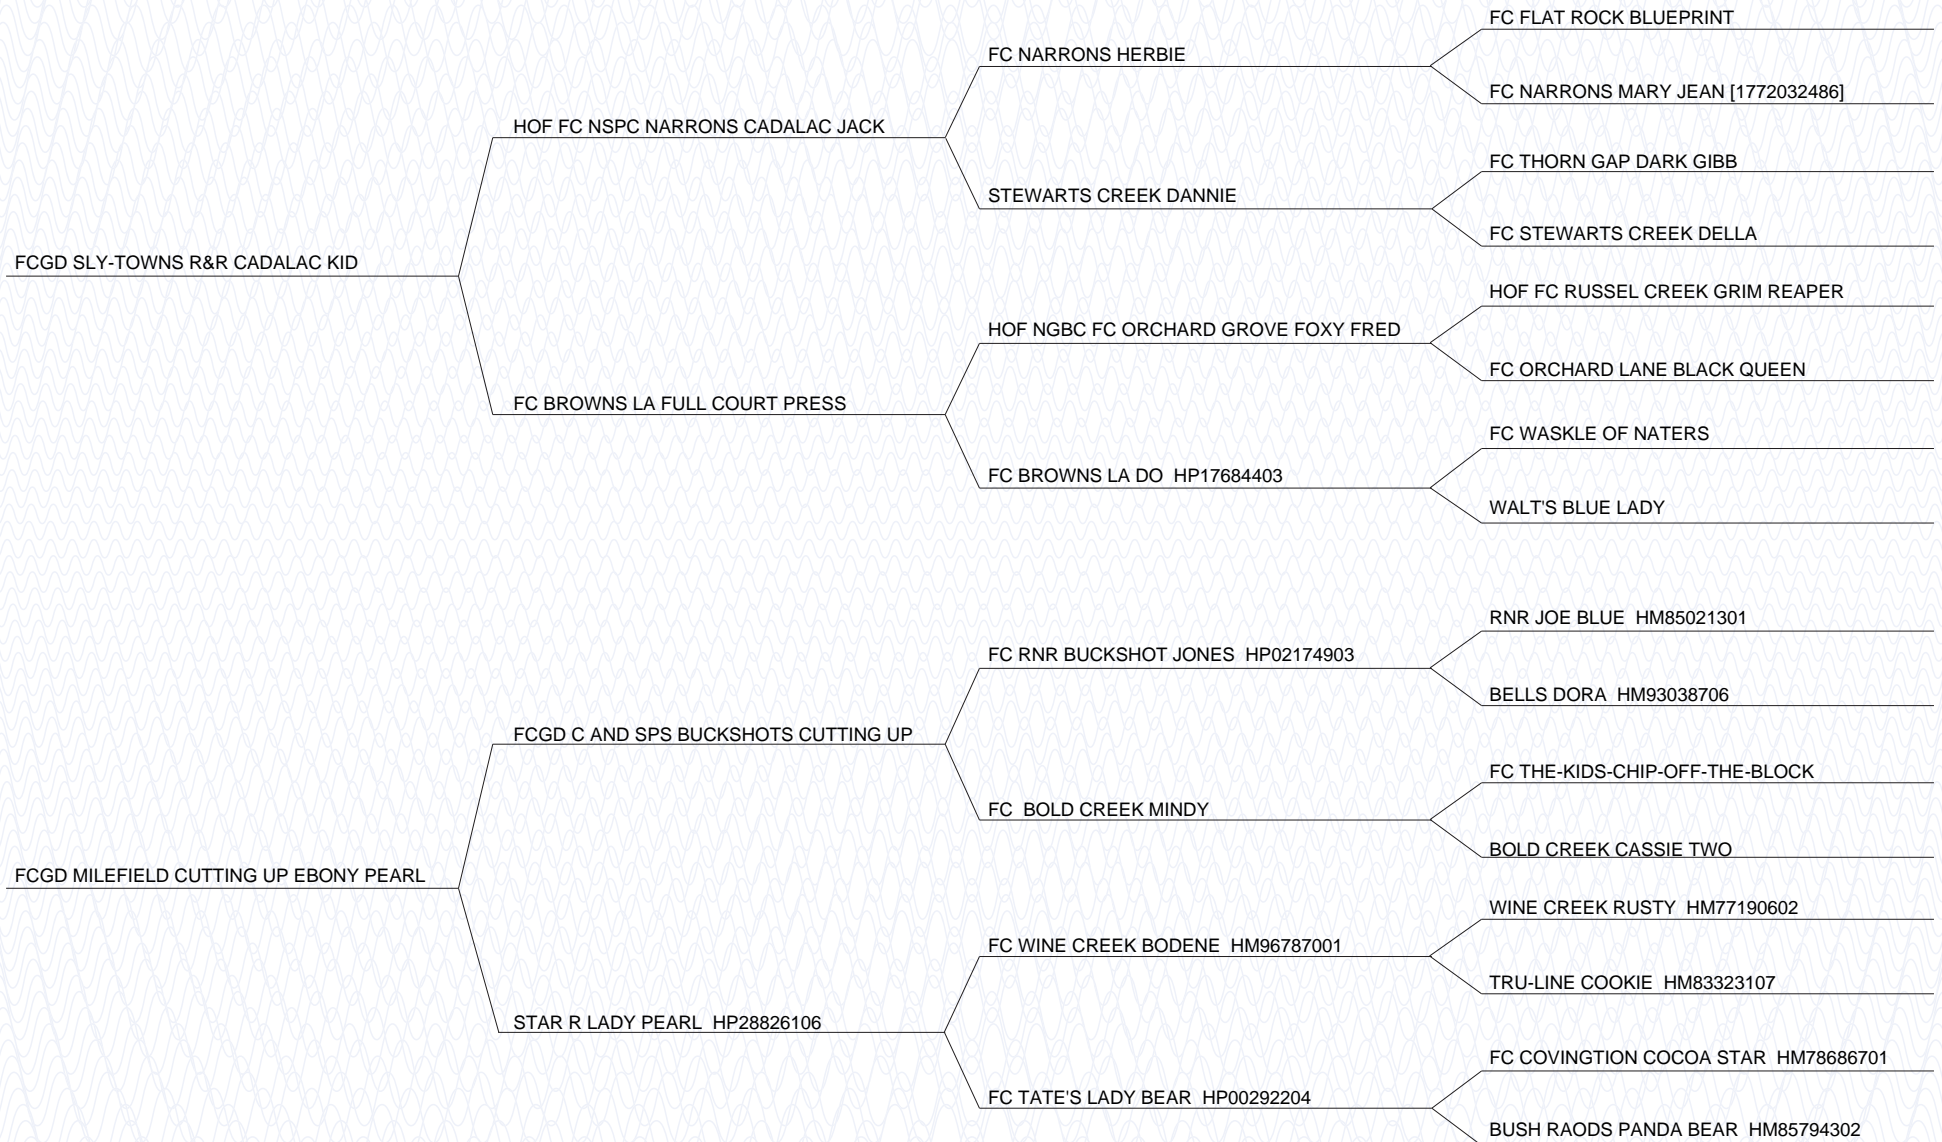 FC FLAT ROCK BLUEPRINT
FC NARRONS HERBIE
FC NARRONS MARY JEAN [1772032486]
HOF FC NSPC NARRONS CADALAC JACK
FC THORN GAP DARK GIBB
STEWARTS CREEK DANNIE
FC STEWARTS CREEK DELLA
FCGD SLY-TOWNS R&R CADALAC KID
HOF FC RUSSEL CREEK GRIM REAPER
HOF NGBC FC ORCHARD GROVE FOXY FRED
FC ORCHARD LANE BLACK QUEEN
FC BROWNS LA FULL COURT PRESS
FC WASKLE OF NATERS
FC BROWNS LA DO  HP17684403
WALT'S BLUE LADY
RNR JOE BLUE  HM85021301
FC RNR BUCKSHOT JONES  HP02174903
BELLS DORA  HM93038706
FCGD C AND SPS BUCKSHOTS CUTTING UP
FC THE-KIDS-CHIP-OFF-THE-BLOCK
FC  BOLD CREEK MINDY
BOLD CREEK CASSIE TWO
FCGD MILEFIELD CUTTING UP EBONY PEARL
WINE CREEK RUSTY  HM77190602
FC WINE CREEK BODENE  HM96787001
TRU-LINE COOKIE  HM83323107
STAR R LADY PEARL  HP28826106
FC COVINGTION COCOA STAR  HM78686701
FC TATE'S LADY BEAR  HP00292204
BUSH RAODS PANDA BEAR  HM85794302